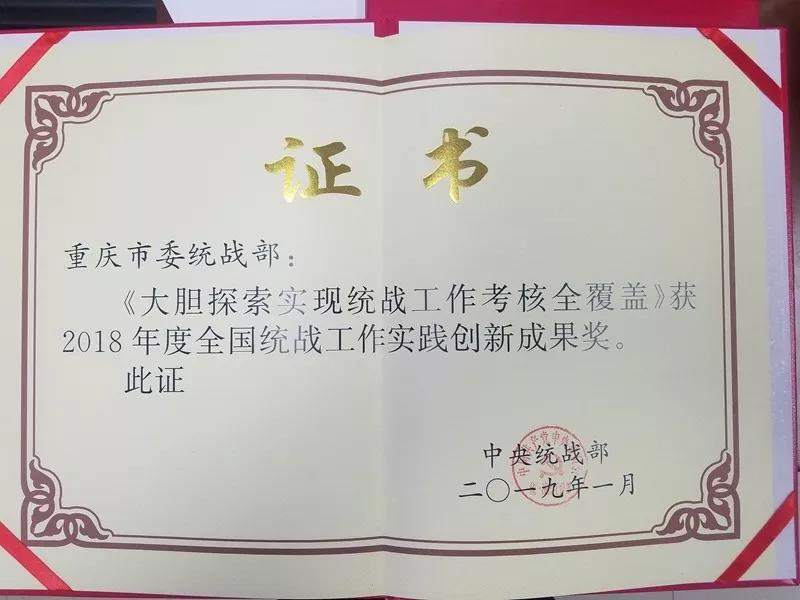 证书
重庆市委统战部：
《大胆探索实现统战工作考核全覆盖》获
2018年度全国统战工作实践创新成果奖。
此证
中央统战部
二〇一九年一月